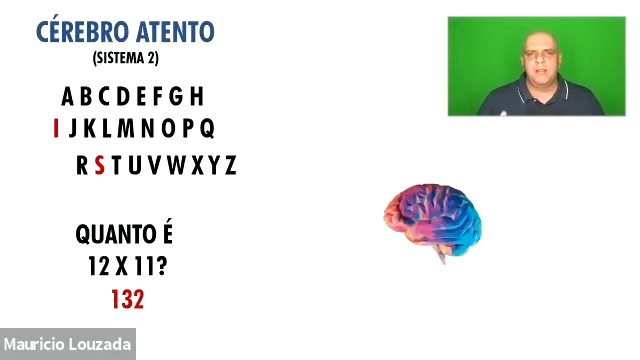 CÉREBRO ATENTO
(SISTEMA 2)
A B C D E F G H
I J K L M N O P Q
R S T U V W X Y Z
QUANTO É
12 X 11?
132
Mauricio Louzada